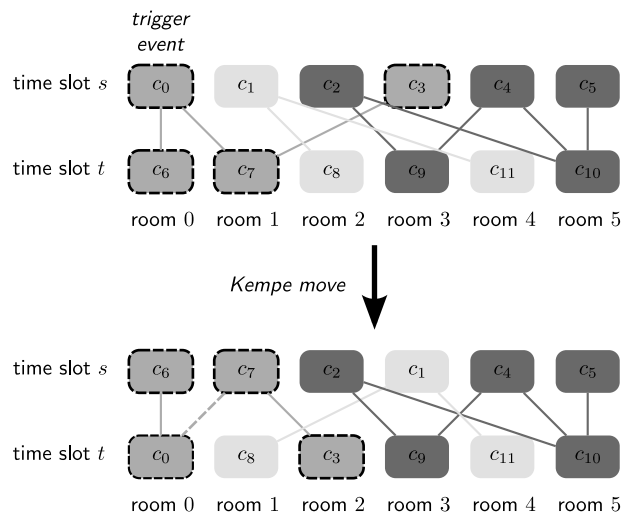 trigger
event
time slot s c₀ c₁ c₂ c₃ c₄ c₅
time slot t c₆ c₇ c₈ c₉ c₁₁ c₁₀
room 0 room 1 room 2 room 3 room 4 room 5
Kempe move
time slot s c₆ c₇ c₂ c₁ c₄ c₅
time slot t c₀ c₈ c₃ c₉ c₁₁ c₁₀
room 0 room 1 room 2 room 3 room 4 room 5